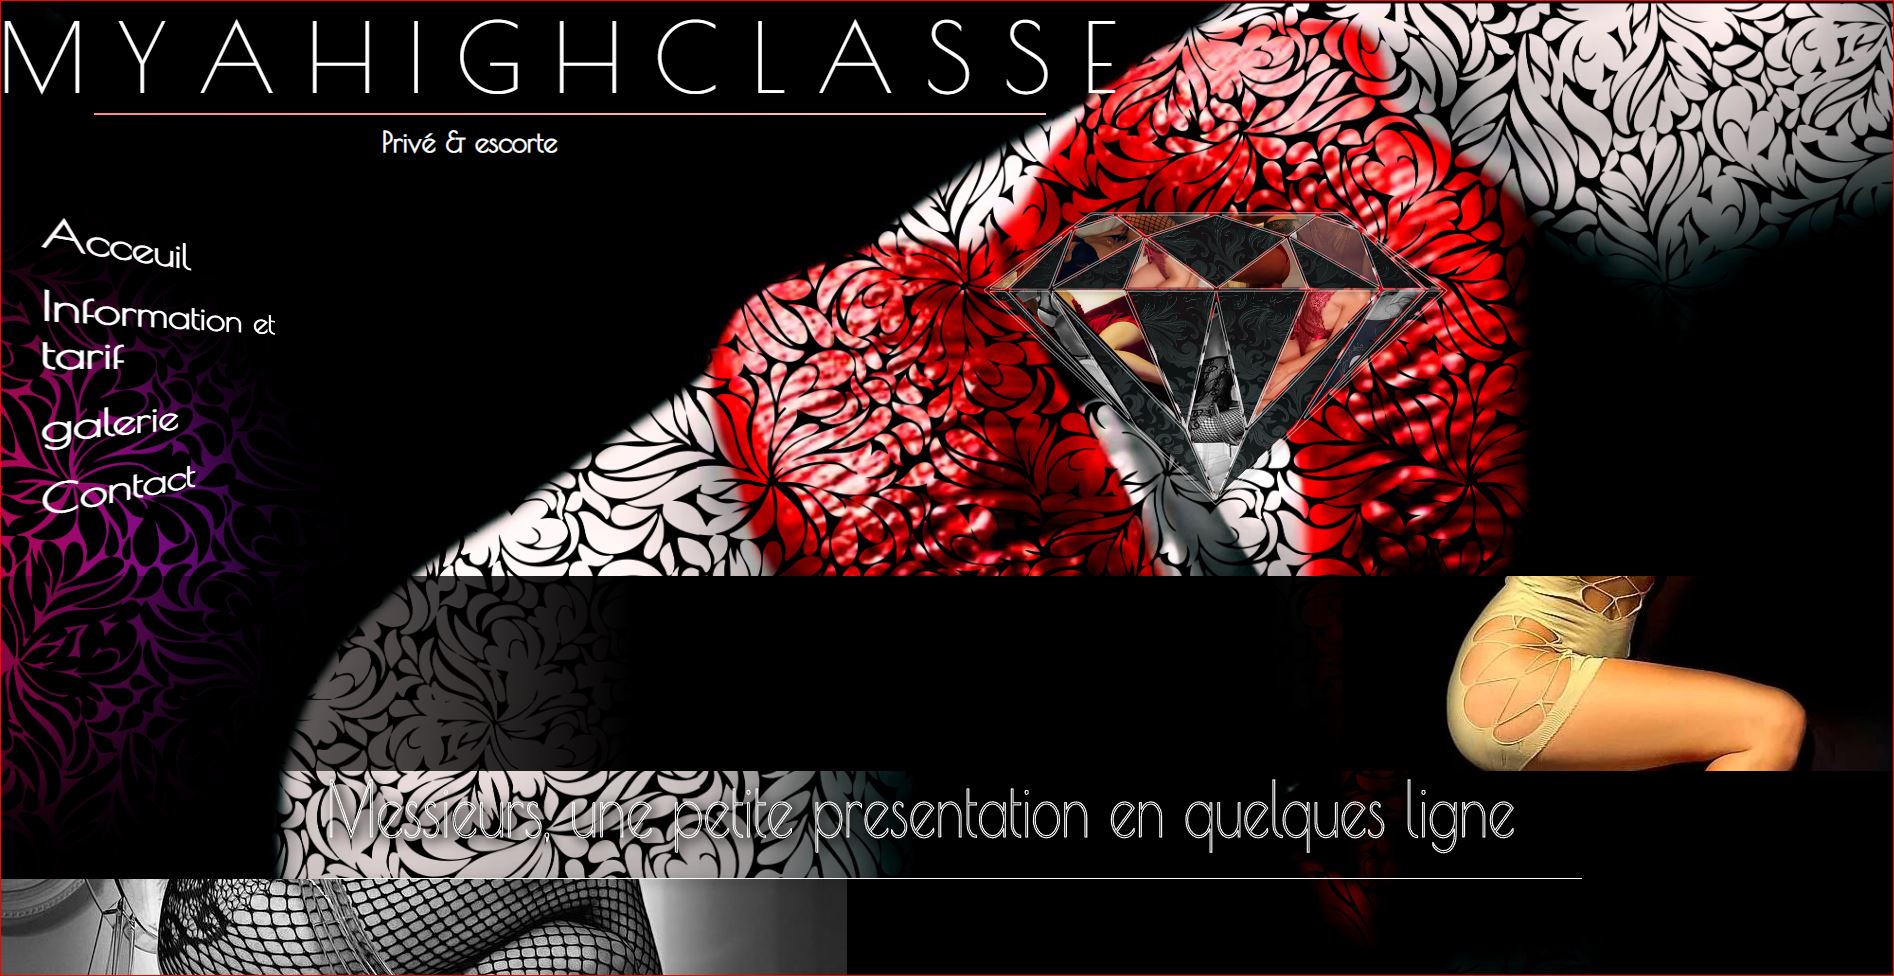 MYAHIGHCLASSE
Privé & escorte
Acceuil
Information et
tarif
galerie
Contact
Messieurs, une petite presentation en quelques ligne